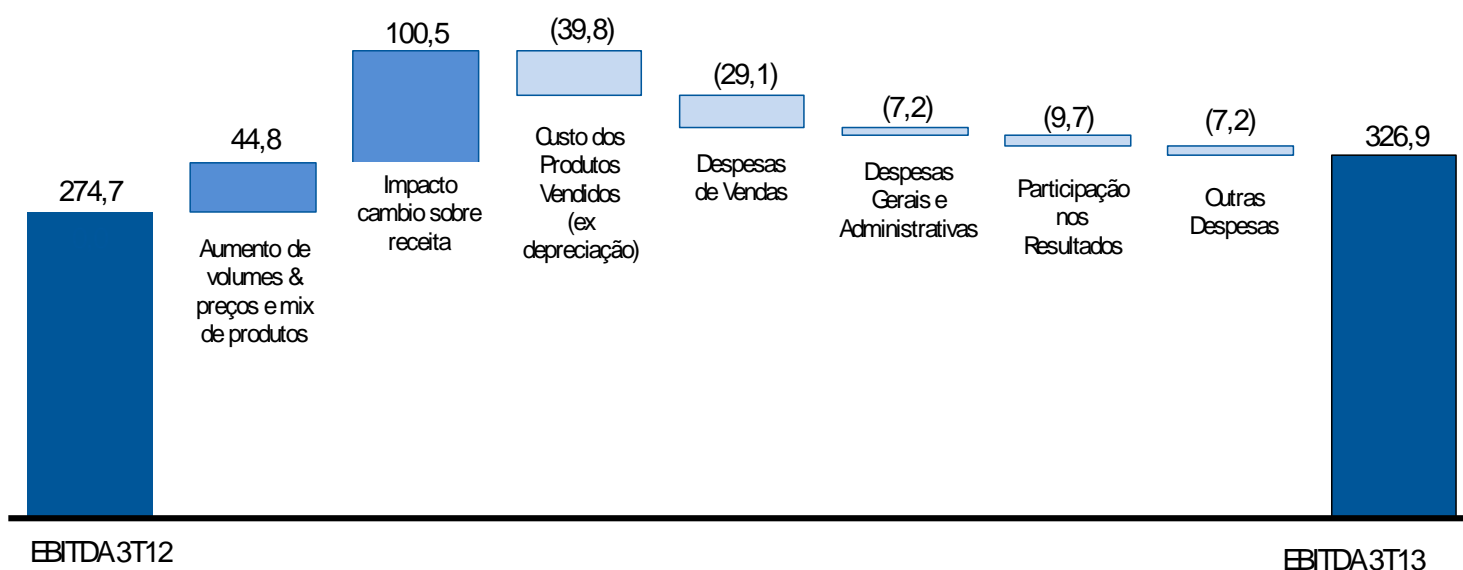 274,7
44,8
Aumento de
volumes &
preços e mix
de produtos
100,5
Impacto
cambio sobre
receita
(39,8)
Custo dos
Produtos
Vendidos
(ex
depreciação)
(29,1)
Despesas
de Vendas
(7,2)
Despesas
Gerais e
Administrativas
(9,7)
Participação
nos
Resultados
(7,2)
Outras
Despesas
326,9
EBITDA 3T12
EBITDA 3T13